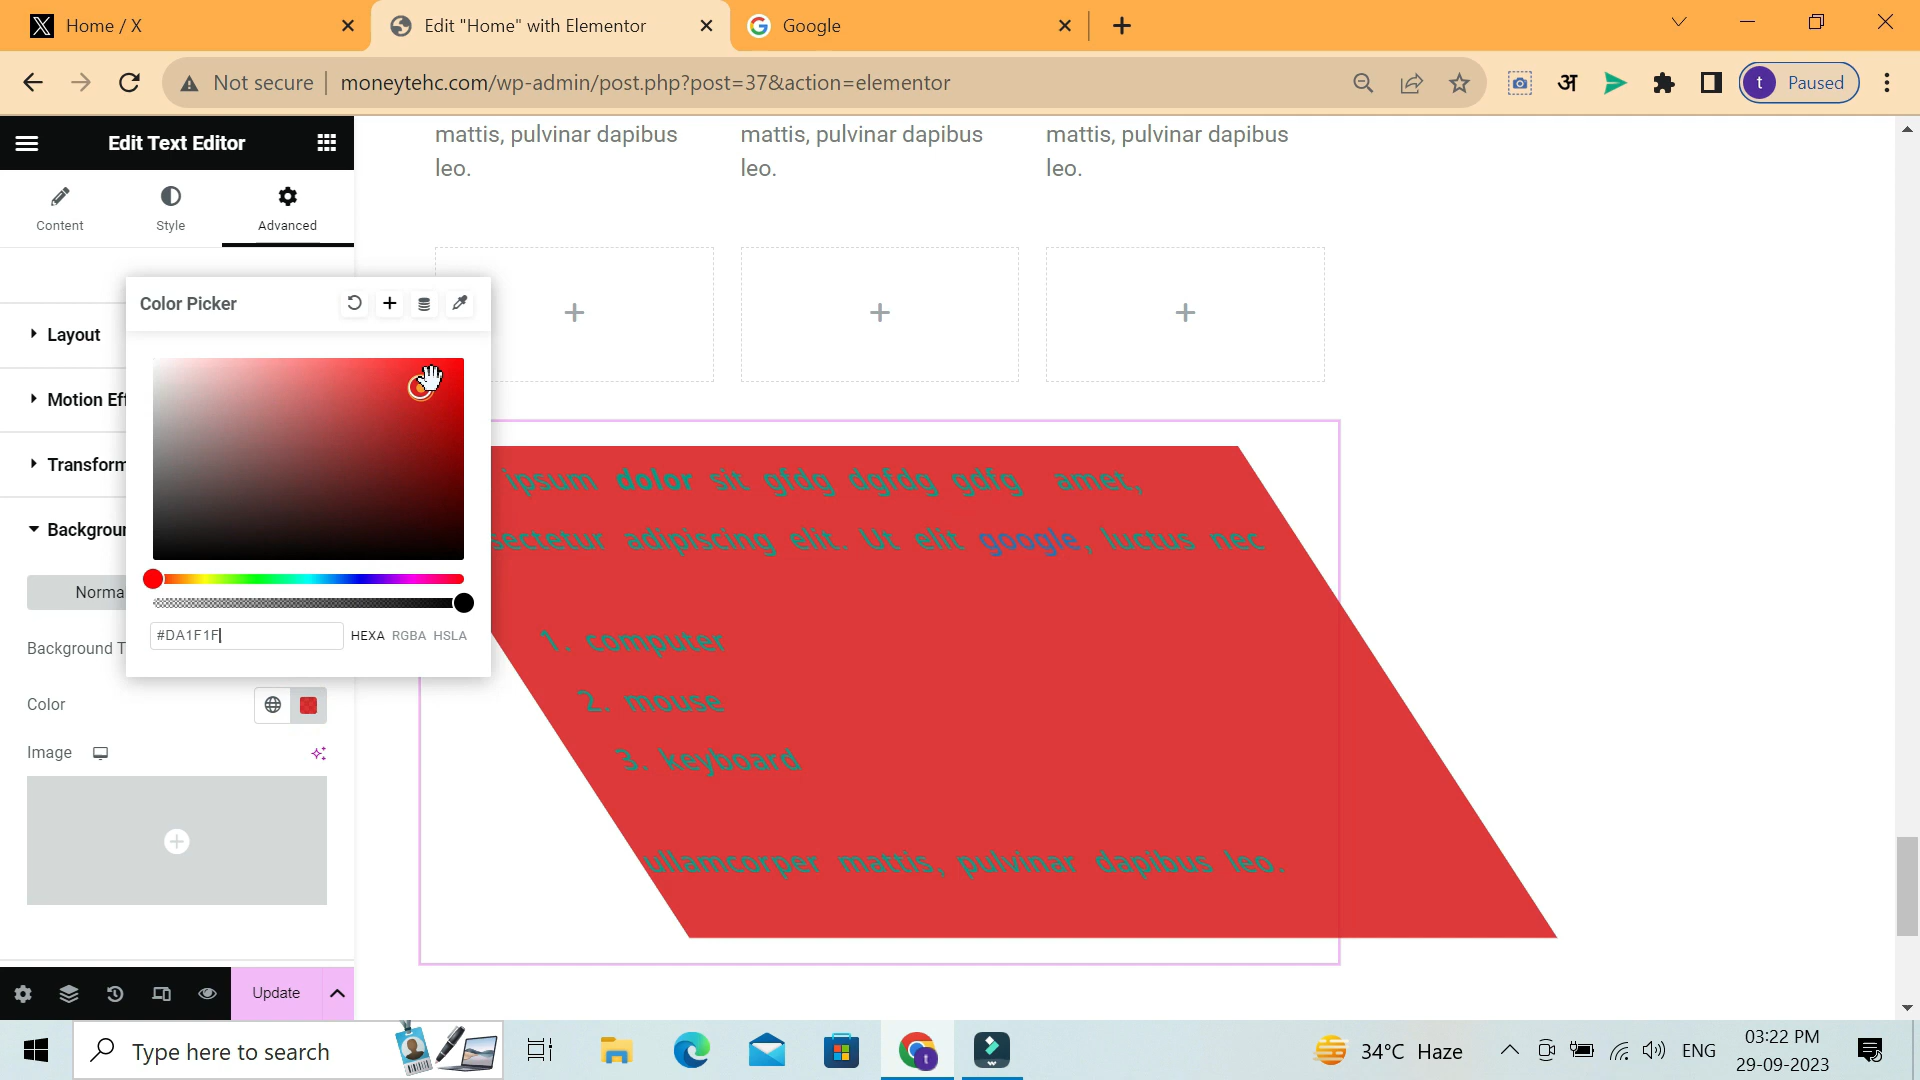 Home / X
Edit "Home" with Elementor
Google
Not secure
moneytehc.com/wp-admin/post.php?post=37&action=elementor
अ
t Paused
Edit Text Editor
Content
Style
Advanced
mattis, pulvinar dapibus
leo.
mattis, pulvinar dapibus
leo.
mattis, pulvinar dapibus
leo.
Layout
Motion Eff
Transform
Backgroun
Norma
Background T
Color
Image
Color Picker
#DA1F1F
HEXA RGBA HSLA
ipsum dolor sit gfdg dgfdg gdfg amet,
sectetur adipiscing elit. Ut elit google, luctus nec
1. computer
2. mouse
3. keyboard
ullamcorper mattis, pulvinar dapibus leo.
Update
Type here to search
t
34°C Haze
ENG
03:22 PM
29-09-2023